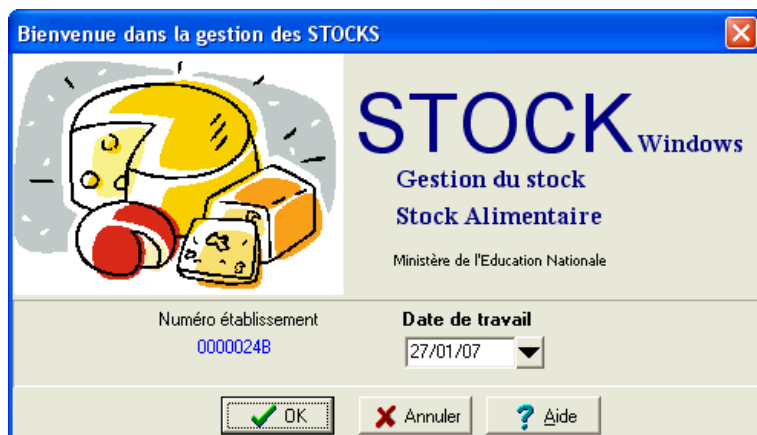 Bienvenue dans la gestion des STOCKS
STOCK Windows
Gestion du stock
Stock Alimentaire
Ministère de l'Education Nationale
Numéro établissement
0000024B
Date de travail
27/01/07
OK
Annuler
Aide